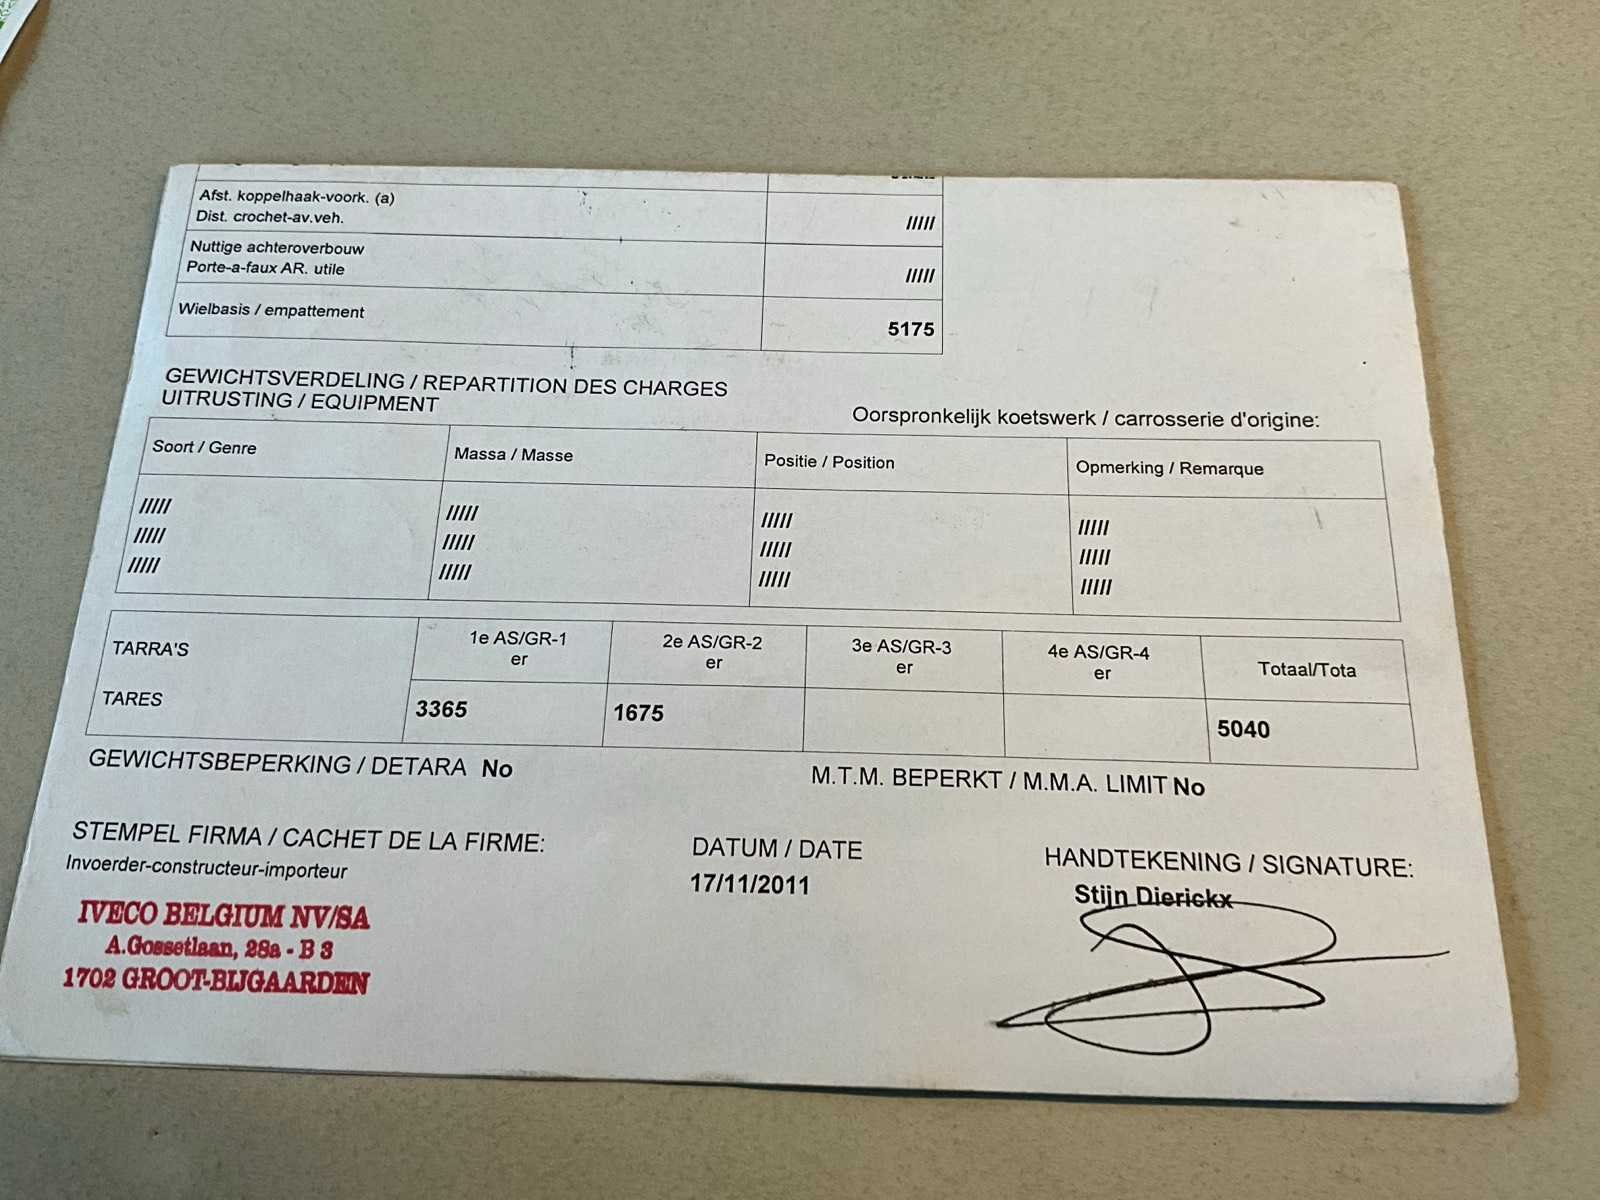 Afst. koppelhaak-voork. (a)
Dist. crochet-av.veh.
/////
Nuttige achteroverbouw
Porte-a-faux AR. utile
/////
Wielbasis / empattement
5175
GEWICHTSVERDELING / REPARTITION DES CHARGES
UITRUSTING / EQUIPMENT
Oorspronkelijk koetswerk / carrosserie d'origine:
Soort / Genre Massa / Masse Positie / Position Opmerking / Remarque
///// ///// ///// /////
///// ///// ///// /////
///// ///// ///// /////
TARRA'S 1e AS/GR-1 2e AS/GR-2 3e AS/GR-3 4e AS/GR-4 Totaal/Tota
er er er er
TARES 3365 1675 5040
GEWICHTSBEPERKING / DETARA No M.T.M. BEPERKT / M.M.A. LIMIT No
STEMPEL FIRMA / CACHET DE LA FIRME: DATUM / DATE HANDTEKENING / SIGNATURE:
Invoerder-constructeur-importeur 17/11/2011 Stijn Dierickx
IVECO BELGIUM NV/SA
A.Gossetlaan, 28a - B 3
1702 GROOT-BIJGAARDEN